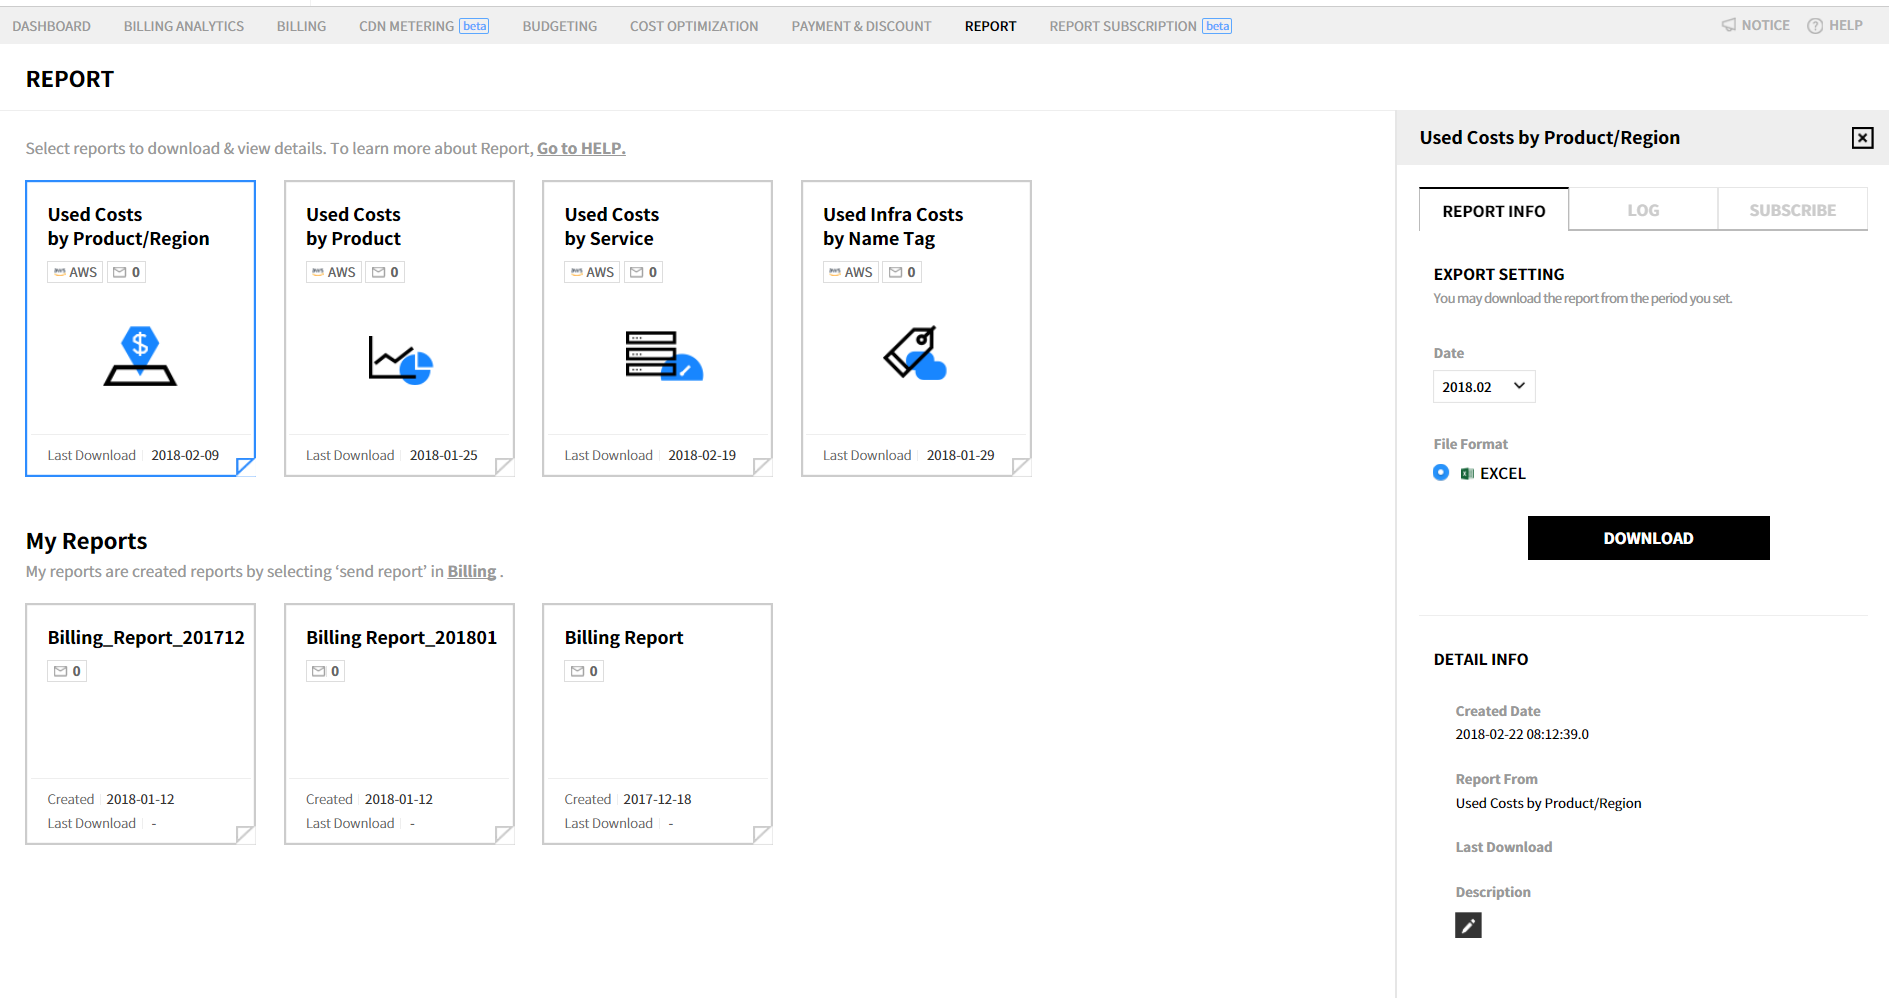 DASHBOARD BILLING ANALYTICS BILLING CDN METERING beta BUDGETING COST OPTIMIZATION PAYMENT & DISCOUNT REPORT REPORT SUBSCRIPTION beta NOTICE ? HELP
REPORT
Select reports to download & view details. To learn more about Report, Go to HELP.
Used Costs
by Product/Region
aws AWS 0
$
Last Download 2018-02-09
Used Costs
by Product
aws AWS 0
Last Download 2018-01-25
Used Costs
by Service
aws AWS 0
Last Download 2018-02-19
Used Infra Costs
by Name Tag
aws AWS 0
Last Download 2018-01-29
My Reports
My reports are created reports by selecting ‘send report’ in Billing .
Billing_Report_201712
0
Created 2018-01-12
Last Download -
Billing Report_201801
0
Created 2018-01-12
Last Download -
Billing Report
0
Created 2017-12-18
Last Download -
Used Costs by Product/Region
REPORT INFO LOG SUBSCRIBE
EXPORT SETTING
You may download the report from the period you set.
Date
2018.02
File Format
EXCEL
DOWNLOAD
DETAIL INFO
Created Date
2018-02-22 08:12:39.0
Report From
Used Costs by Product/Region
Last Download
Description